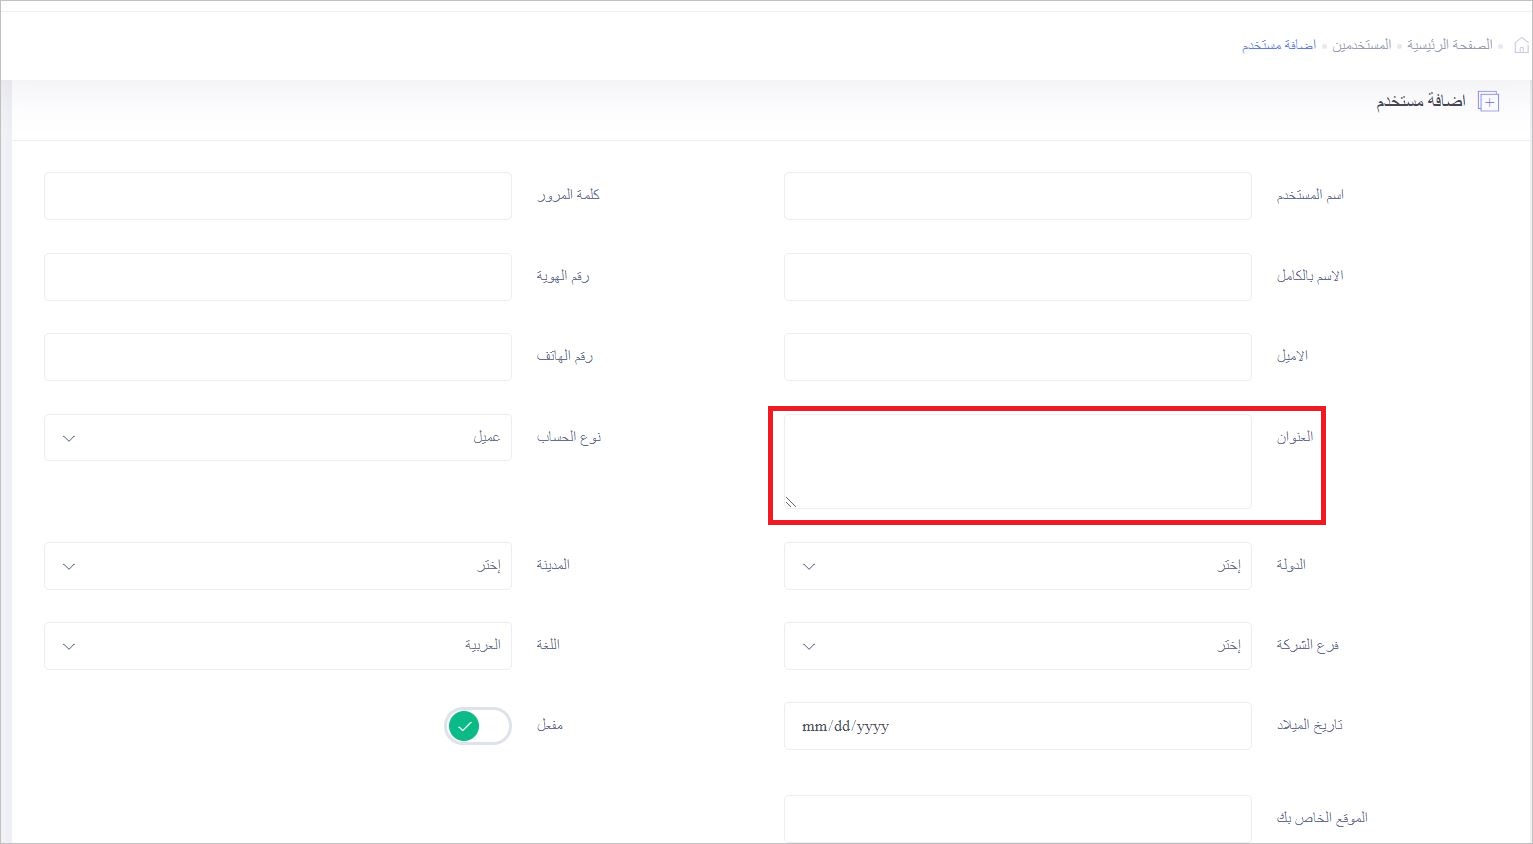 الصفحة الرئيسية • المستخدمين • اضافة مستخدم
اضافة مستخدم
اسم المستخدم
كلمة المرور
الاسم بالكامل
رقم الهوية
الاميل
رقم الهاتف
العنوان
نوع الحساب
عميل
الدولة
إختر
المدينة
إختر
فرع الشركة
إختر
اللغة
العربية
تاريخ الميلاد
mm/dd/yyyy
مفعل
الموقع الخاص بك